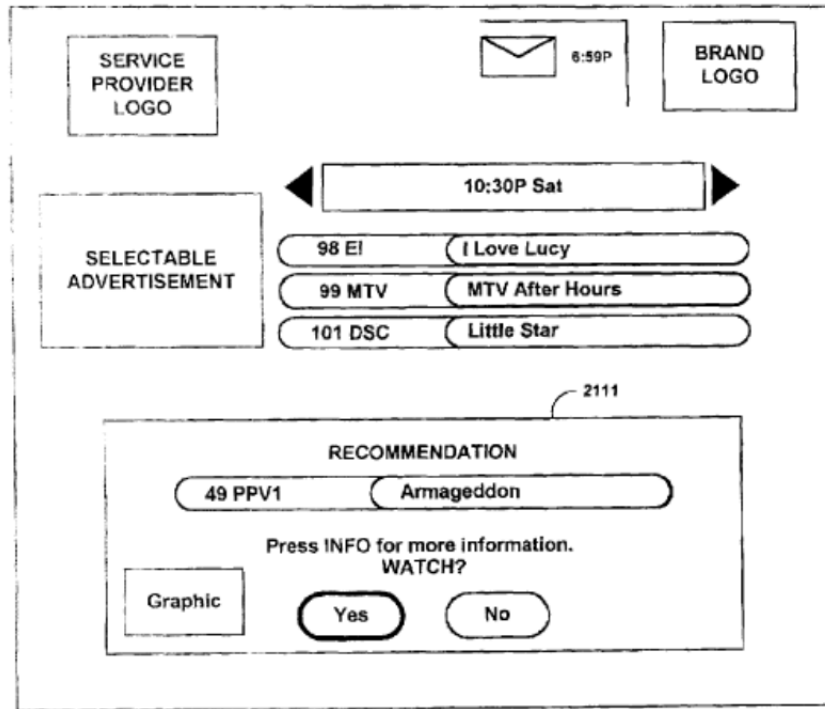 SERVICE
PROVIDER
LOGO
6:59P
BRAND
LOGO
10:30P Sat
SELECTABLE
ADVERTISEMENT
98 E!
I Love Lucy
99 MTV
MTV After Hours
101 DSC
Little Star
2111
RECOMMENDATION
49 PPV1
Armageddon
Press INFO for more information.
WATCH?
Graphic
Yes
No